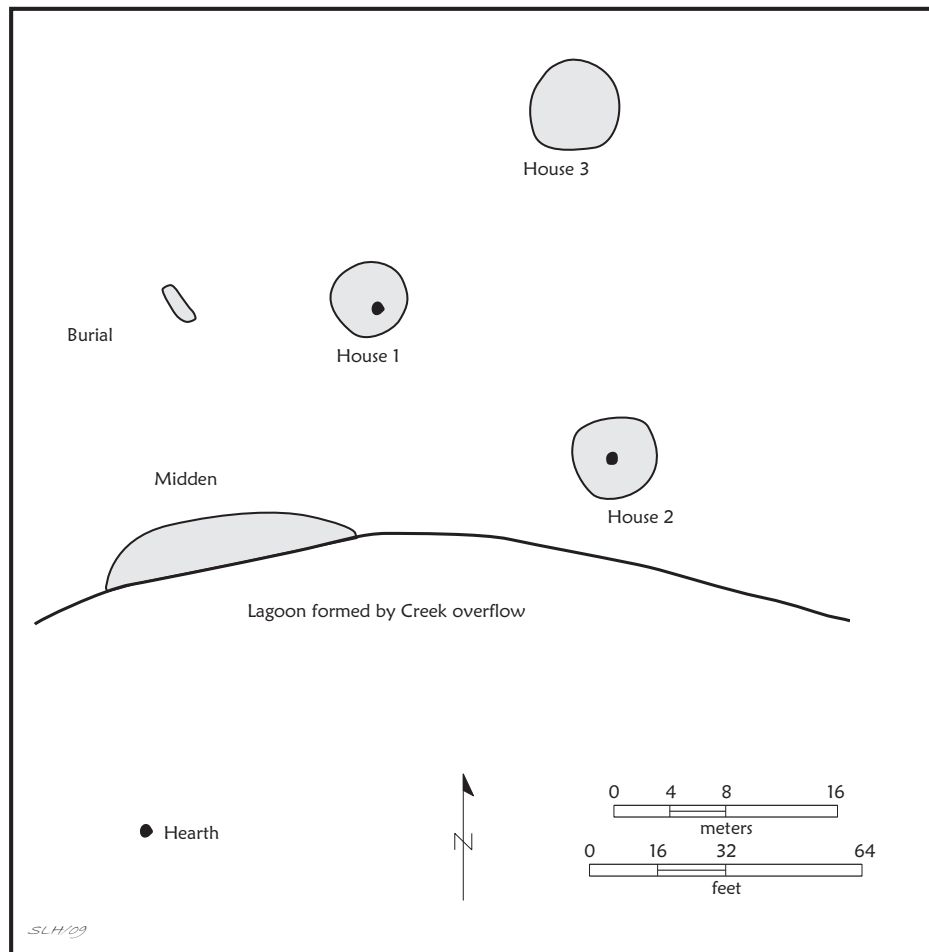 House 3
Burial
House 1
Midden
House 2
Lagoon formed by Creek overflow
0 4 8 16
meters
Hearth
N
0 16 32 64
feet
SLH/09